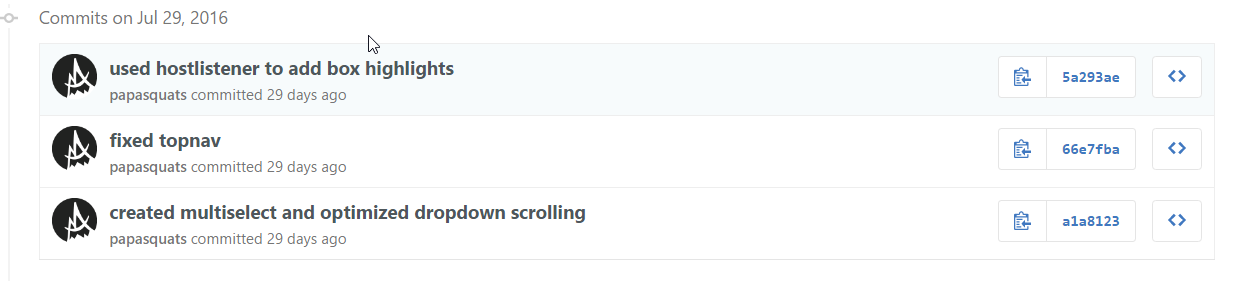 Commits on Jul 29, 2016
used hostlistener to add box highlights
5a293ae
papasquats committed 29 days ago
fixed topnav
66e7fba
papasquats committed 29 days ago
created multiselect and optimized dropdown scrolling
a1a8123
papasquats committed 29 days ago